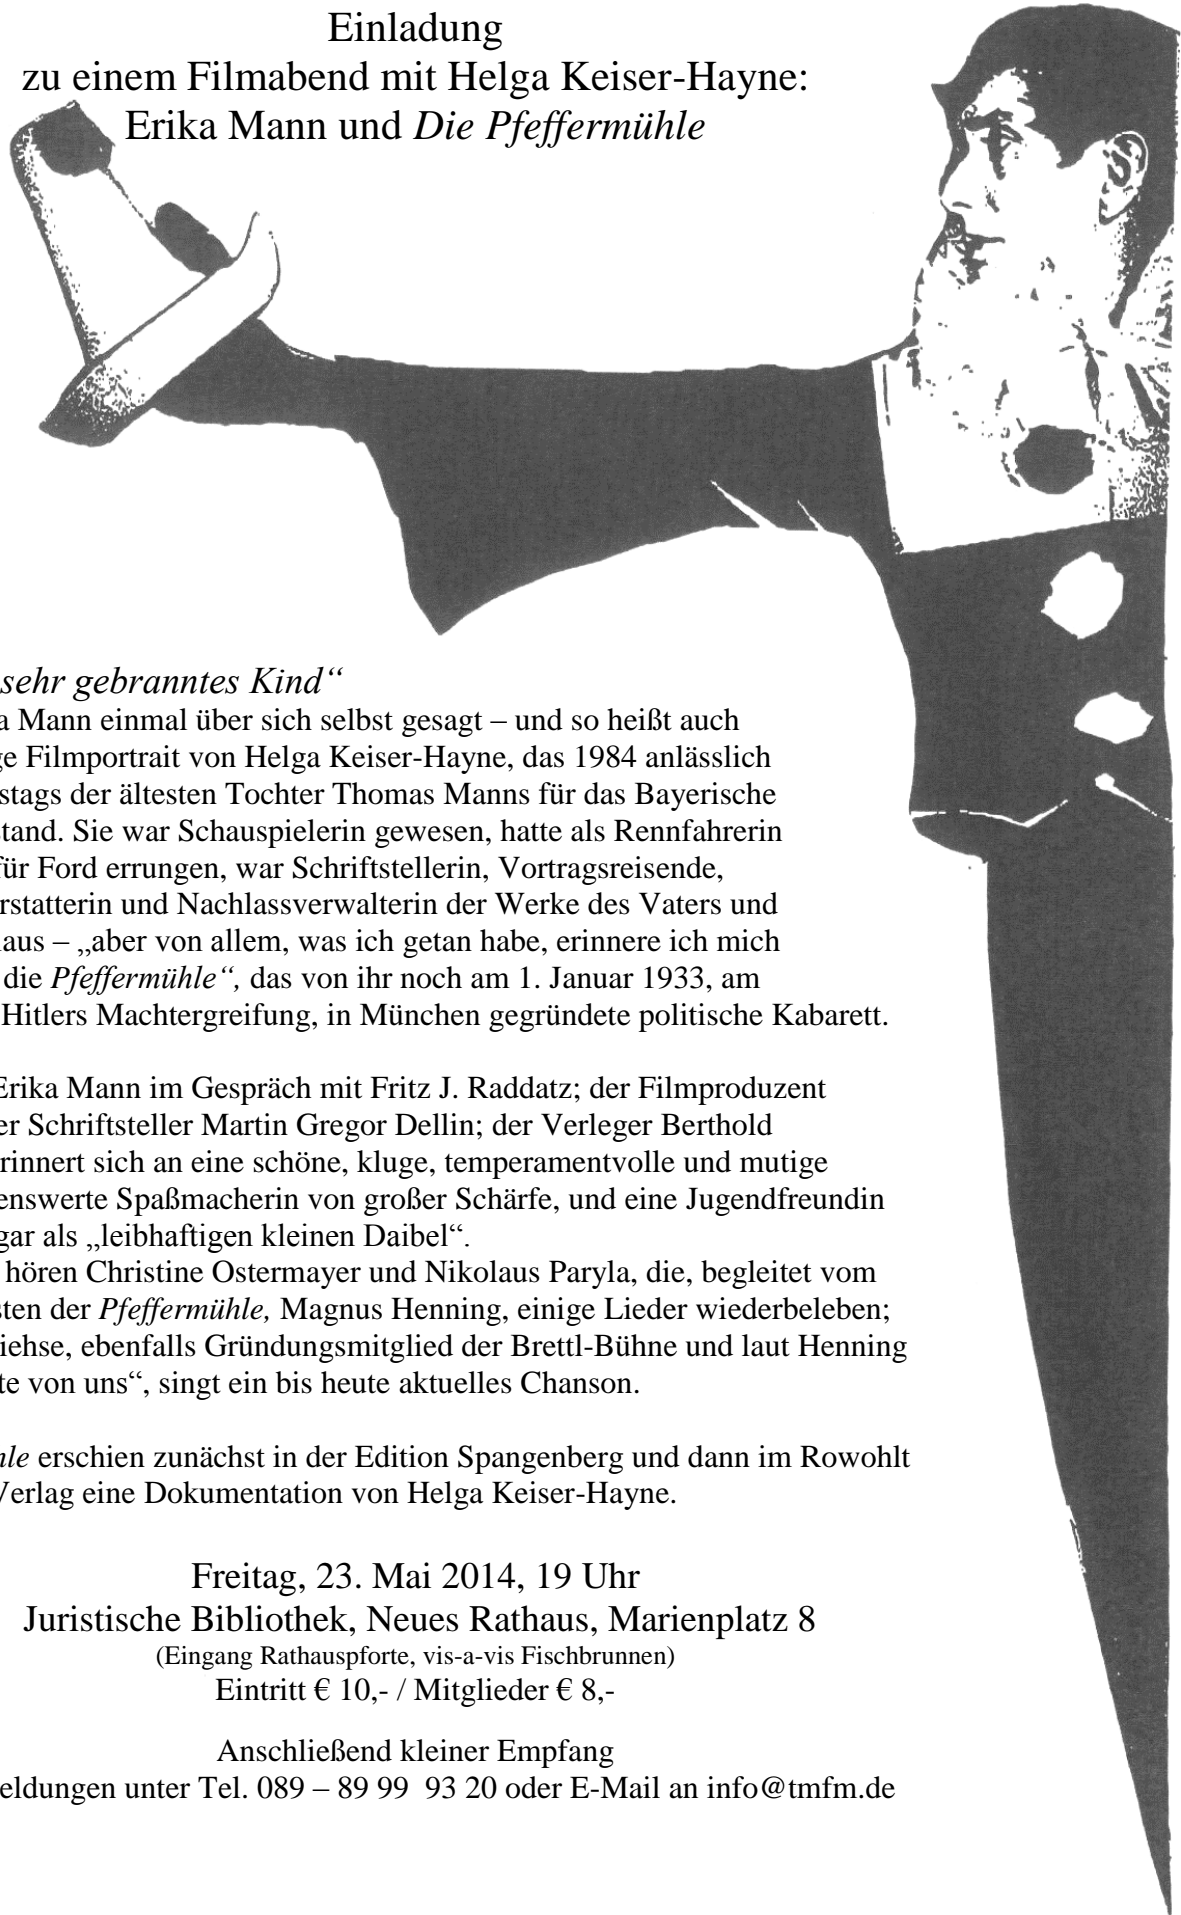 Einladung
zu einem Filmabend mit Helga Keiser-Hayne:
Erika Mann und Die Pfeffermühle
sehr gebranntes Kind“
a Mann einmal über sich selbst gesagt – und so heißt auch
ge Filmportrait von Helga Keiser-Hayne, das 1984 anlässlich
stags der ältesten Tochter Thomas Manns für das Bayerische
stand. Sie war Schauspielerin gewesen, hatte als Rennfahrerin
für Ford errungen, war Schriftstellerin, Vortragsreisende,
rstatterin und Nachlassverwalterin der Werke des Vaters und
laus – „aber von allem, was ich getan habe, erinnere ich mich
die Pfeffermühle“, das von ihr noch am 1. Januar 1933, am
Hitlers Machtergreifung, in München gegründete politische Kabarett.
Erika Mann im Gespräch mit Fritz J. Raddatz; der Filmproduzent
er Schriftsteller Martin Gregor Dellin; der Verleger Berthold
rinnert sich an eine schöne, kluge, temperamentvolle und mutige
enswerte Spaßmacherin von großer Schärfe, und eine Jugendfreundin
gar als „leibhaftigen kleinen Daibel“.
hören Christine Ostermayer und Nikolaus Paryla, die, begleitet vom
sten der Pfeffermühle, Magnus Henning, einige Lieder wiederbeleben;
iehse, ebenfalls Gründungsmitglied der Brettl-Bühne und laut Henning
te von uns“, singt ein bis heute aktuelles Chanson.
hle erschien zunächst in der Edition Spangenberg und dann im Rowohlt
Verlag eine Dokumentation von Helga Keiser-Hayne.
Freitag, 23. Mai 2014, 19 Uhr
Juristische Bibliothek, Neues Rathaus, Marienplatz 8
(Eingang Rathauspforte, vis-a-vis Fischbrunnen)
Eintritt € 10,- / Mitglieder € 8,-
Anschließend kleiner Empfang
eldungen unter Tel. 089 – 89 99  93 20 oder E-Mail an info@tmfm.de